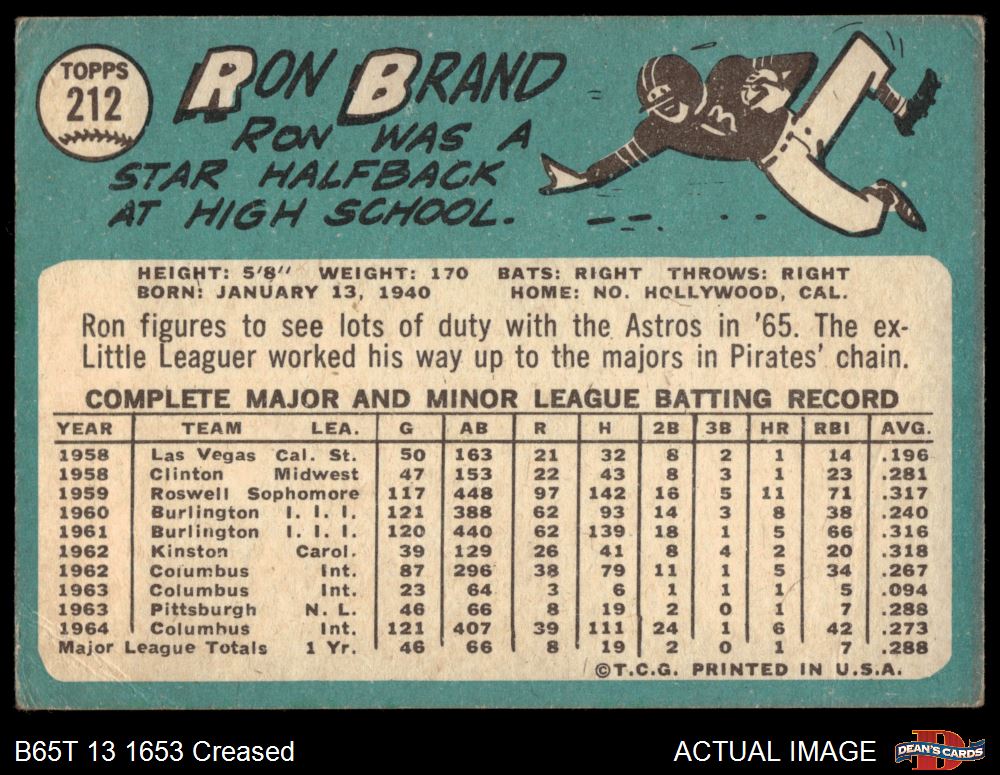 TOPPS
212
RON BRAND
RON WAS A
STAR HALFBACK
AT HIGH SCHOOL.
HEIGHT: 5'8" WEIGHT: 170 BATS: RIGHT THROWS: RIGHT
BORN: JANUARY 13, 1940 HOME: NO. HOLLYWOOD, CAL.
Ron figures to see lots of duty with the Astros in '65. The ex-
Little Leaguer worked his way up to the majors in Pirates' chain.
COMPLETE MAJOR AND MINOR LEAGUE BATTING RECORD
YEAR TEAM LEA. G AB R H 2B 3B HR RBI AVG.
1958 Las Vegas Cal. St. 50 163 21 32 8 2 1 14 .196
1958 Clinton Midwest 47 153 22 43 8 3 1 23 .281
1959 Roswell Sophomore 117 448 97 142 16 5 11 71 .317
1960 Burlington I. I. I. 121 388 62 93 14 3 8 38 .240
1961 Burlington I. I. I. 120 440 62 139 18 1 5 66 .316
1962 Kinston Carol. 39 129 26 41 8 4 2 20 .318
1962 Columbus Int. 87 296 38 79 11 1 5 34 .267
1963 Columbus Int. 23 64 3 6 1 1 1 5 .094
1963 Pittsburgh N. L. 46 66 8 19 2 0 1 7 .288
1964 Columbus Int. 121 407 39 111 24 1 6 42 .273
Major League Totals 1 Yr. 46 66 8 19 2 0 1 7 .288
©T.C.G. PRINTED IN U.S.A.
B65T 13 1653 Creased
ACTUAL IMAGE
D
DEAN'S CARDS